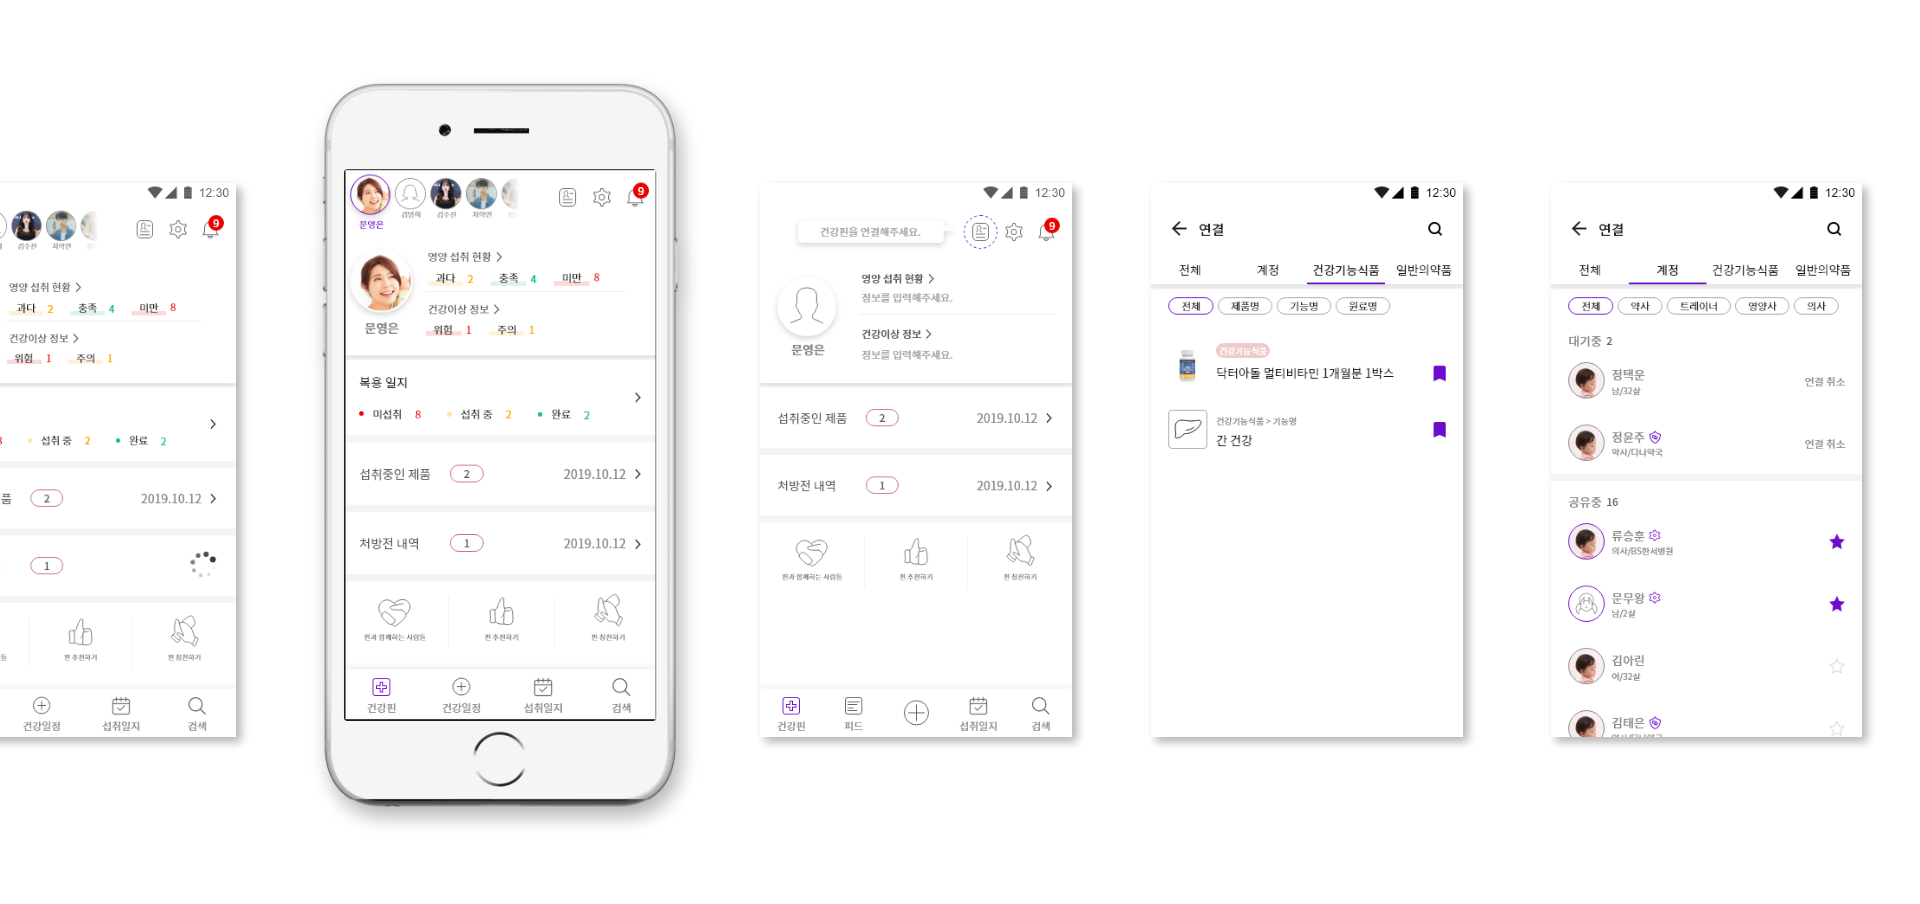 12:30
김수진
차학연
9
영양 섭취 현황 >
과다 2 충족 4 미만 8
건강이상 정보 >
위험 1 주의 1
섭취 중 2 완료 2
품 2 2019.10.12
1
핀 추천하기
핀 칭찬하기
건강일정
섭취일지
검색
문영은
김영희
김수진
차학연
9
문영은
영양 섭취 현황 >
과다 2 충족 4 미만 8
건강이상 정보 >
위험 1 주의 1
복용 일지
미섭취 8 섭취 중 2 완료 2
섭취중인 제품 2 2019.10.12
처방전 내역 1 2019.10.12
핀과 함께하는 사람들
핀 추천하기
핀 칭찬하기
건강핀
건강일정
섭취일지
검색
12:30
건강핀을 연결해주세요.
9
영양 섭취 현황 >
정보를 입력해주세요.
건강이상 정보 >
정보를 입력해주세요.
문영은
섭취중인 제품 2 2019.10.12
처방전 내역 1 2019.10.12
핀과 함께하는 사람들
핀 추천하기
핀 칭찬하기
건강핀
피드
섭취일지
검색
12:30
연결
전체 계정 건강기능식품 일반의약품
전체 제품명 기능명 원료명
건강기능식품
닥터아돌 멀티비타민 1개월분 1박스
건강기능식품 > 기능명
간 건강
12:30
연결
전체 계정 건강기능식품 일반의약품
전체 약사 트레이너 영양사 의사
대기중 2
정택운
남/32살
연결 취소
정윤주
약사/다나약국
연결 취소
공유중 16
류승훈
의사/BS한서병원
문무왕
남/2살
김아린
여/32살
김태은